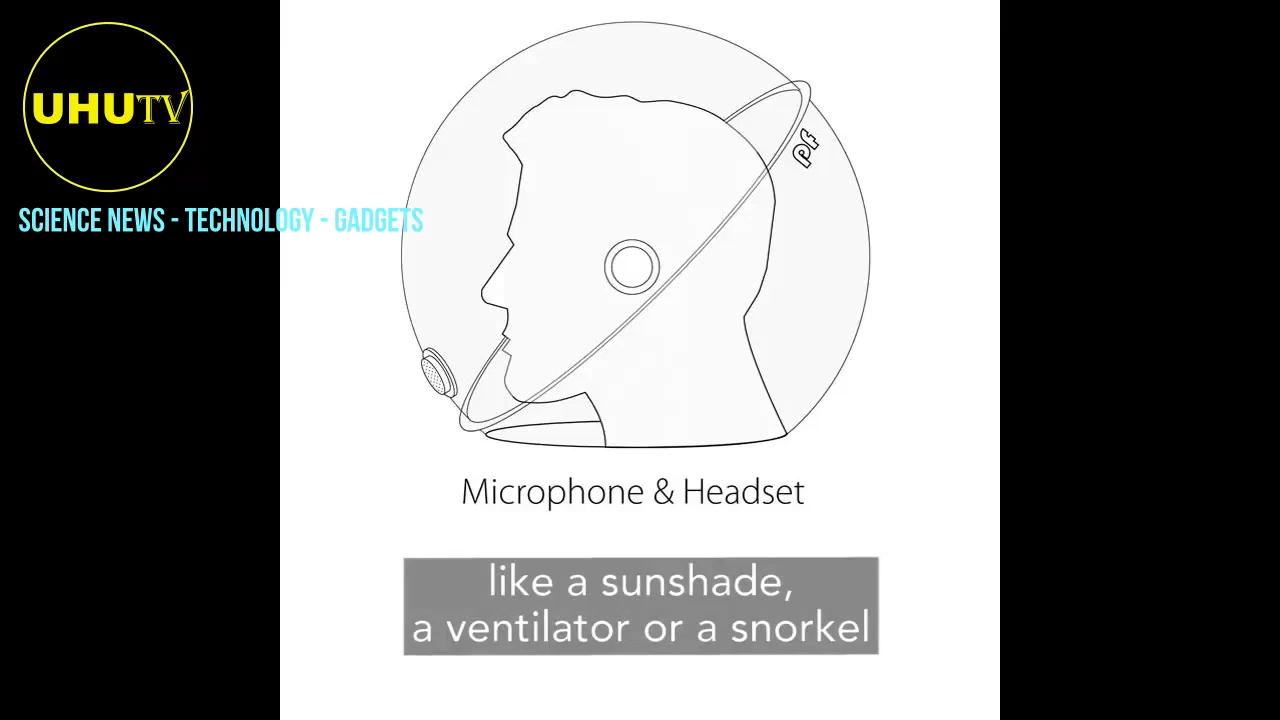 UHUTV
SCIENCE NEWS - TECHNOLOGY - GADGETS
pf
Microphone & Headset
like a sunshade,
a ventilator or a snorkel